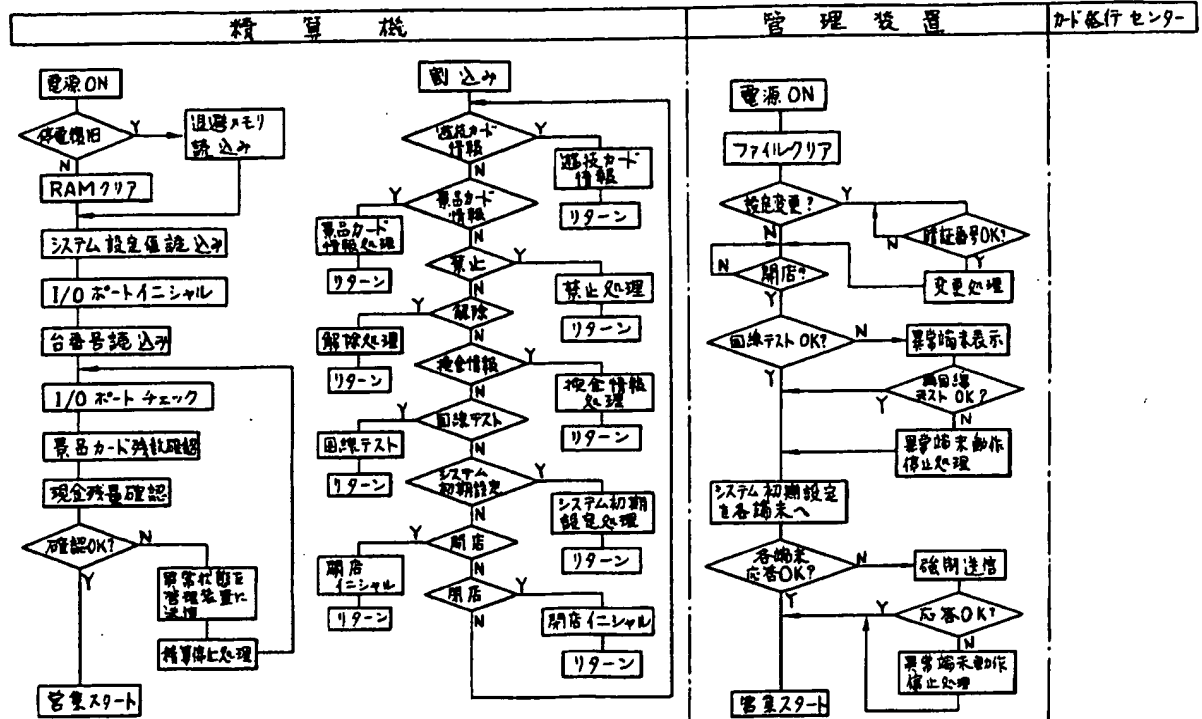 精算機
管理装置
カード発行センター
電源ON
停電復旧
Y
退避メモリ
読込み
N
RAMクリア
システム設定値読込み
I/Oポートイニシャル
台番号読込み
I/Oポートチェック
景品カード残数確認
現金残量確認
確認OK?
N
Y
異常状態を
管理装置に
送信
精算停止処理
営業スタート
割込み
遊技カード
情報
Y
遊技カード
情報
リターン
N
景品カード
情報
Y
景品カード
情報処理
リターン
N
禁止
Y
禁止処理
リターン
N
解除
Y
解除処理
リターン
N
換金情報
Y
換金情報
処理
リターン
N
回線テスト
Y
回線テスト
リターン
N
システム
初期設定
Y
システム初期
設定処理
リターン
N
開店
Y
開店
イニシャル
リターン
N
閉店
Y
閉店イニシャル
リターン
N
電源ON
ファイルクリア
設定変更?
Y
暗証番号OK?
N
Y
変更処理
N
開店?
N
Y
回線テストOK?
N
異常端末表示
Y
再回線
テストOK?
Y
N
異常端末動作
停止処理
システム初期設定
を各端末へ
各端末
応答OK?
N
強制送信
Y
応答OK?
Y
N
異常端末動作
停止処理
営業スタート